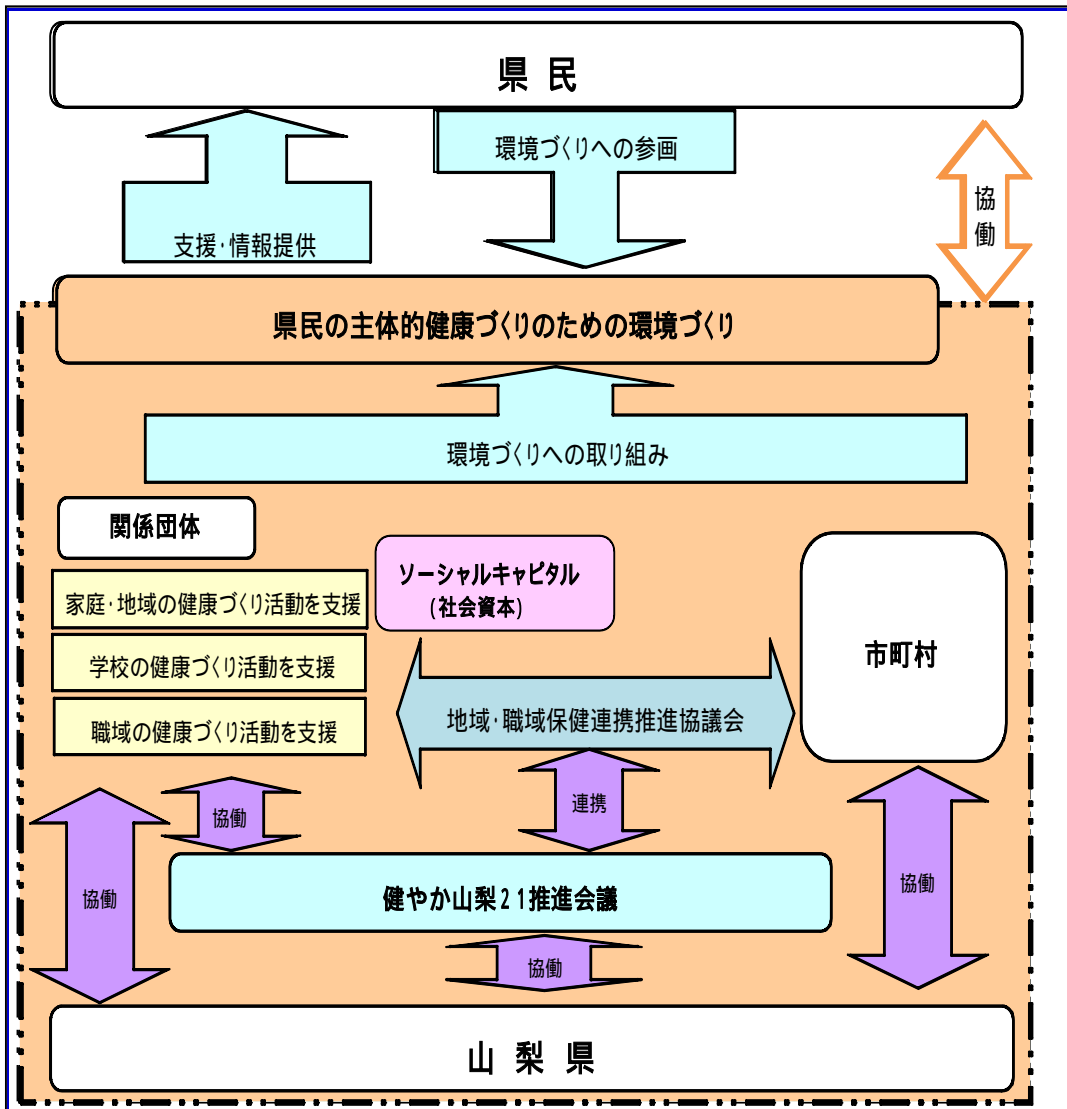 県 民
環境づくりへの参画
支援・情報提供
協
働
県民の主体的健康づくりのための環境づくり
環境づくりへの取り組み
関係団体
家庭・地域の健康づくり活動を支援
学校の健康づくり活動を支援
職域の健康づくり活動を支援
ソーシャルキャピタル
(社会資本)
市町村
地域・職域保健連携推進協議会
協働
協働
連携
協働
健やか山梨21推進会議
協働
山 梨 県